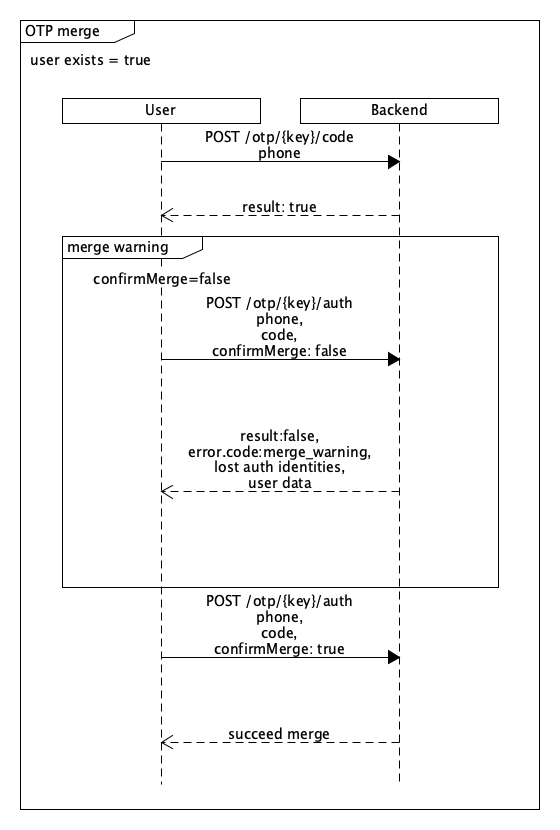 OTP merge
user exists = true
User
Backend
POST /otp/{key}/code
phone
result: true
merge warning
confirmMerge=false
POST /otp/{key}/auth
phone,
code,
confirmMerge: false
result:false,
error.code:merge_warning,
lost auth identities,
user data
POST /otp/{key}/auth
phone,
code,
confirmMerge: true
succeed merge